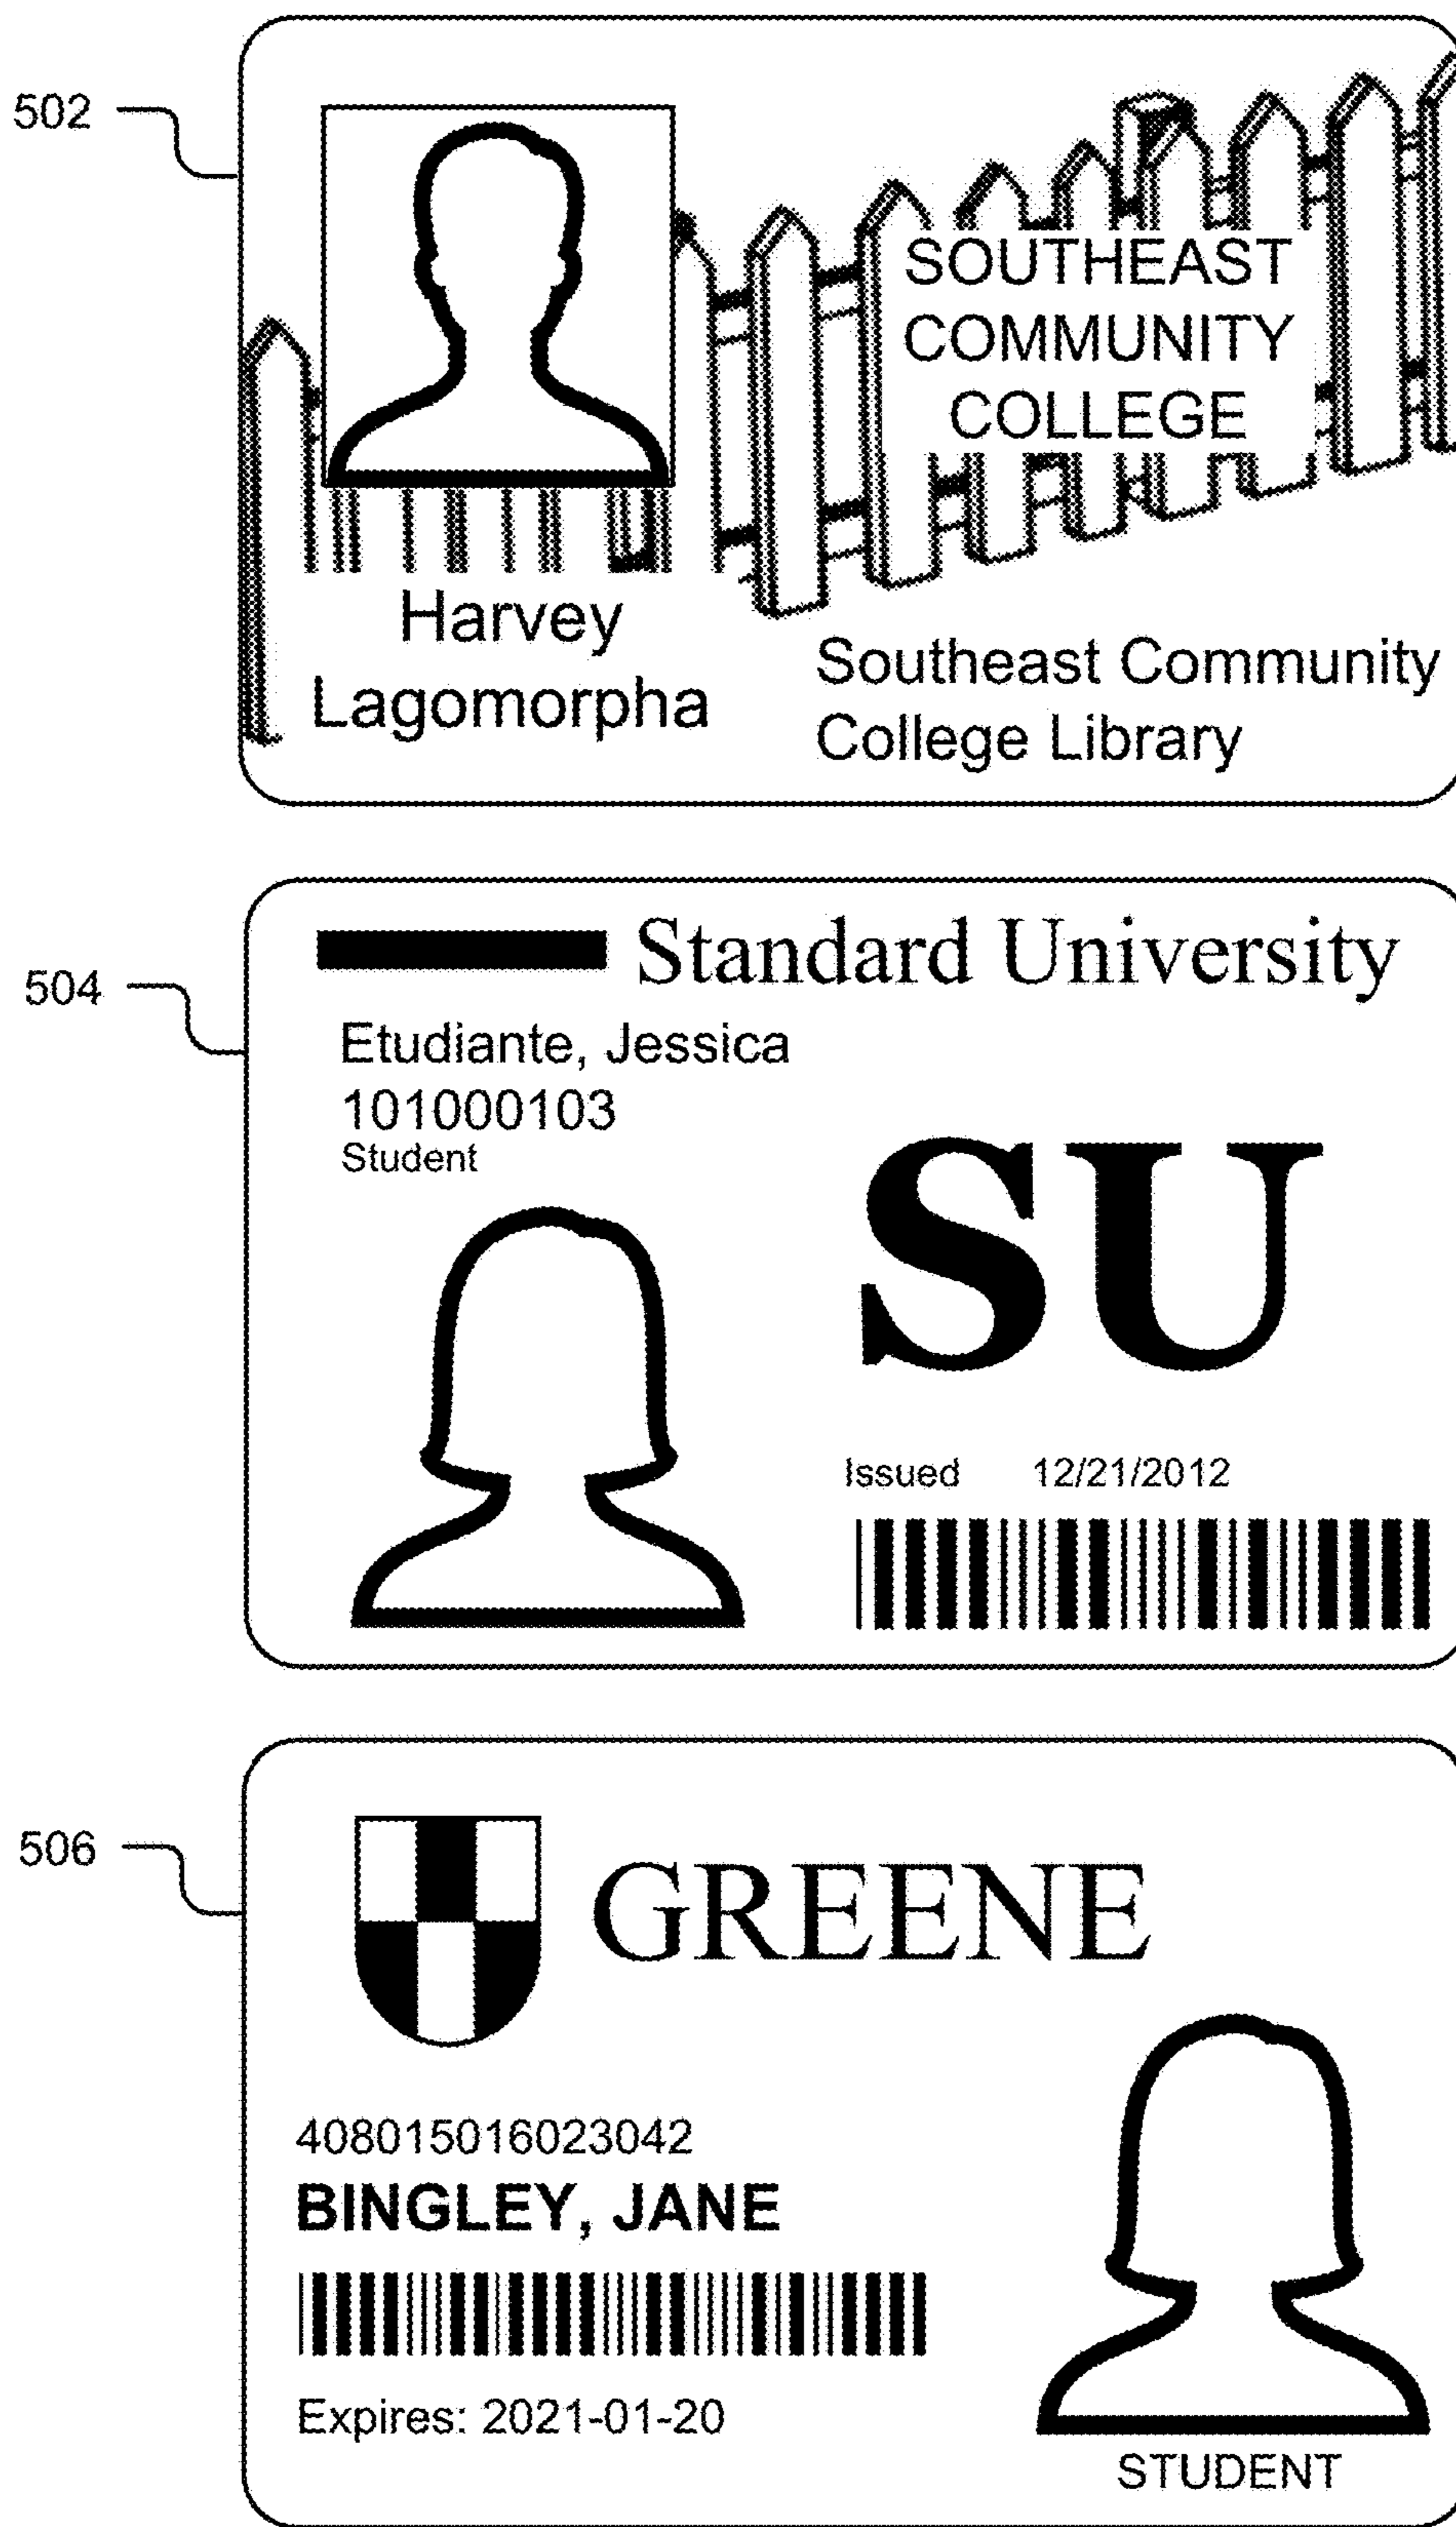 502
SOUTHEAST
COMMUNITY
COLLEGE
Harvey
Lagomorpha
Southeast Community
College Library
504
Standard University
Etudiante, Jessica
101000103
Student
SU
Issued 12/21/2012
506
GREENE
408015016023042
BINGLEY, JANE
Expires: 2021-01-20
STUDENT